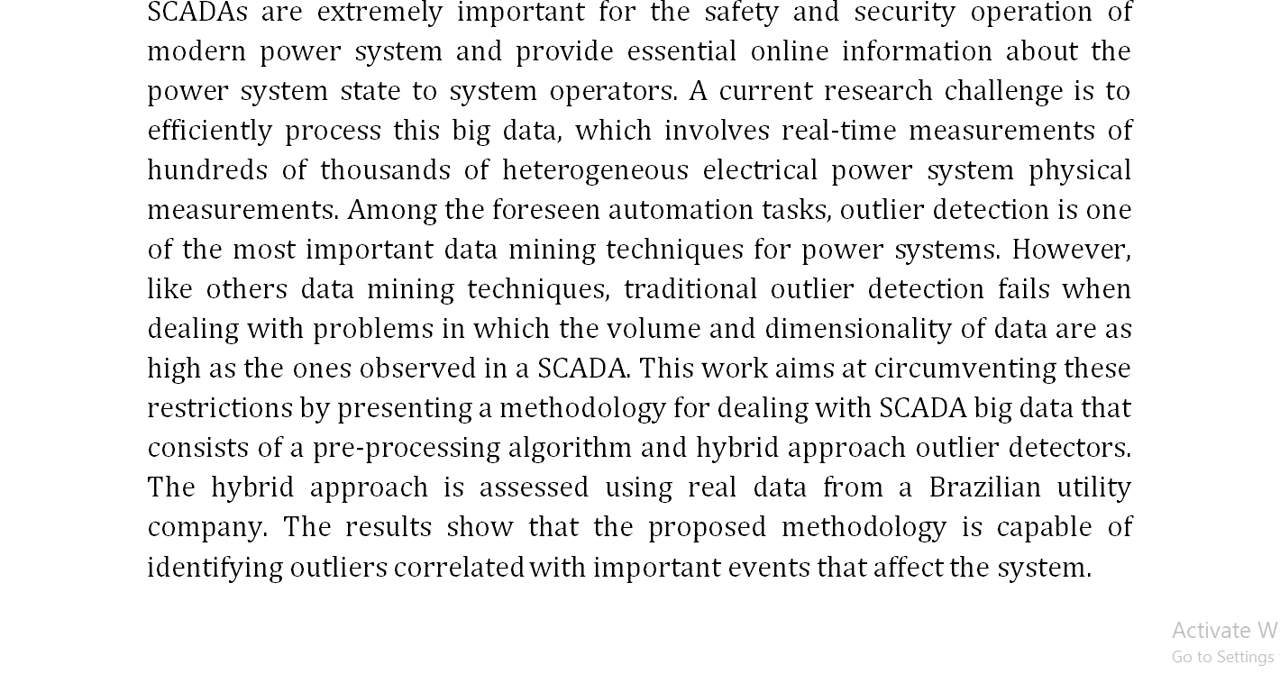 SCADAs are extremely important for the safety and security operation of
modern power system and provide essential online information about the
power system state to system operators. A current research challenge is to
efficiently process this big data, which involves real-time measurements of
hundreds of thousands of heterogeneous electrical power system physical
measurements. Among the foreseen automation tasks, outlier detection is one
of the most important data mining techniques for power systems. However,
like others data mining techniques, traditional outlier detection fails when
dealing with problems in which the volume and dimensionality of data are as
high as the ones observed in a SCADA. This work aims at circumventing these
restrictions by presenting a methodology for dealing with SCADA big data that
consists of a pre-processing algorithm and hybrid approach outlier detectors.
The hybrid approach is assessed using real data from a Brazilian utility
company. The results show that the proposed methodology is capable of
identifying outliers correlated with important events that affect the system.
Activate W
Go to Settings